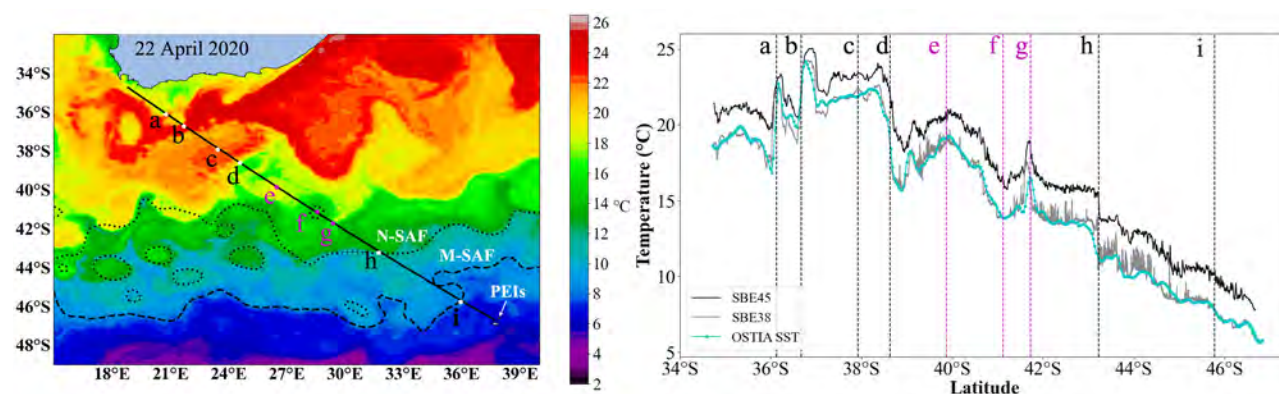 22 April 2020
34°S
36°S
38°S
40°S
42°S
44°S
46°S
48°S
a
b
c
d
e
f
g
h
i
N-SAF
M-SAF
PEIs
18°E
21°E
24°E
27°E
30°E
33°E
36°E
39°E
°C
26
24
22
20
18
16
14
12
10
8
6
4
2
a b c d e f g h i
Temperature (°C)
25
20
15
10
5
SBE45
SBE38
OSTIA SST
34°S 36°S 38°S 40°S 42°S 44°S 46°S
Latitude